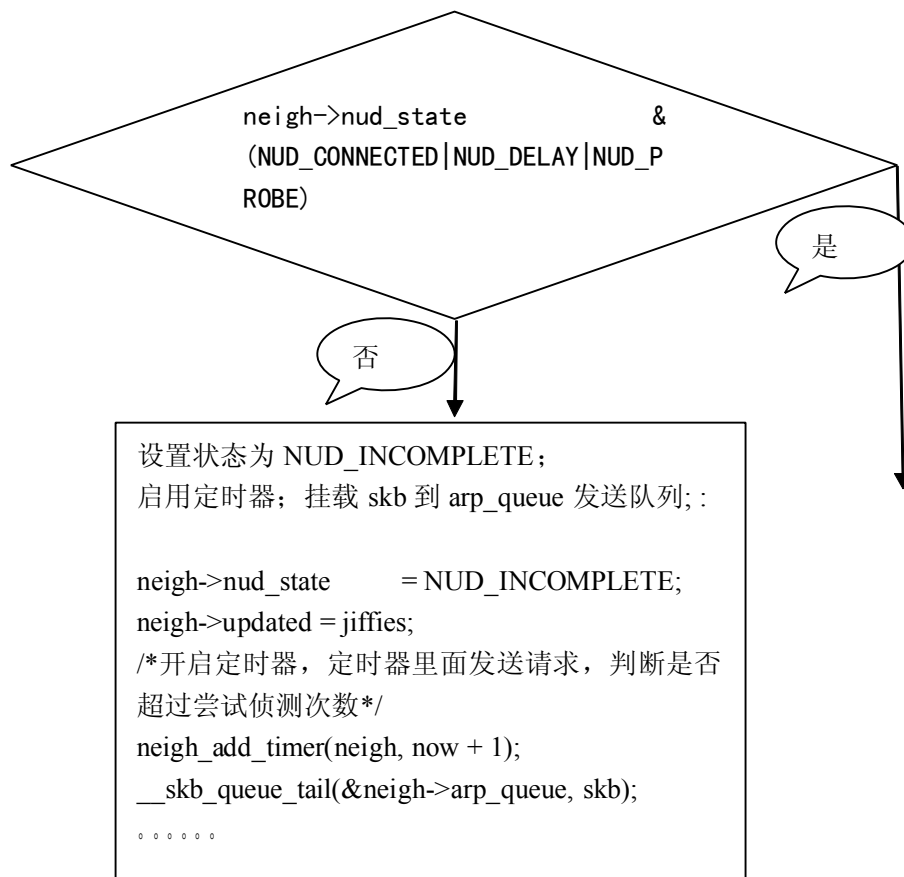 neigh->nud_state &
(NUD_CONNECTED|NUD_DELAY|NUD_P
ROBE)
是
否
设置状态为 NUD_INCOMPLETE；
启用定时器；挂载 skb 到 arp_queue 发送队列; :
neigh->nud_state = NUD_INCOMPLETE;
neigh->updated = jiffies;
/*开启定时器，定时器里面发送请求，判断是否
超过尝试侦测次数*/
neigh_add_timer(neigh, now + 1);
__skb_queue_tail(&neigh->arp_queue, skb);
。。。。。。